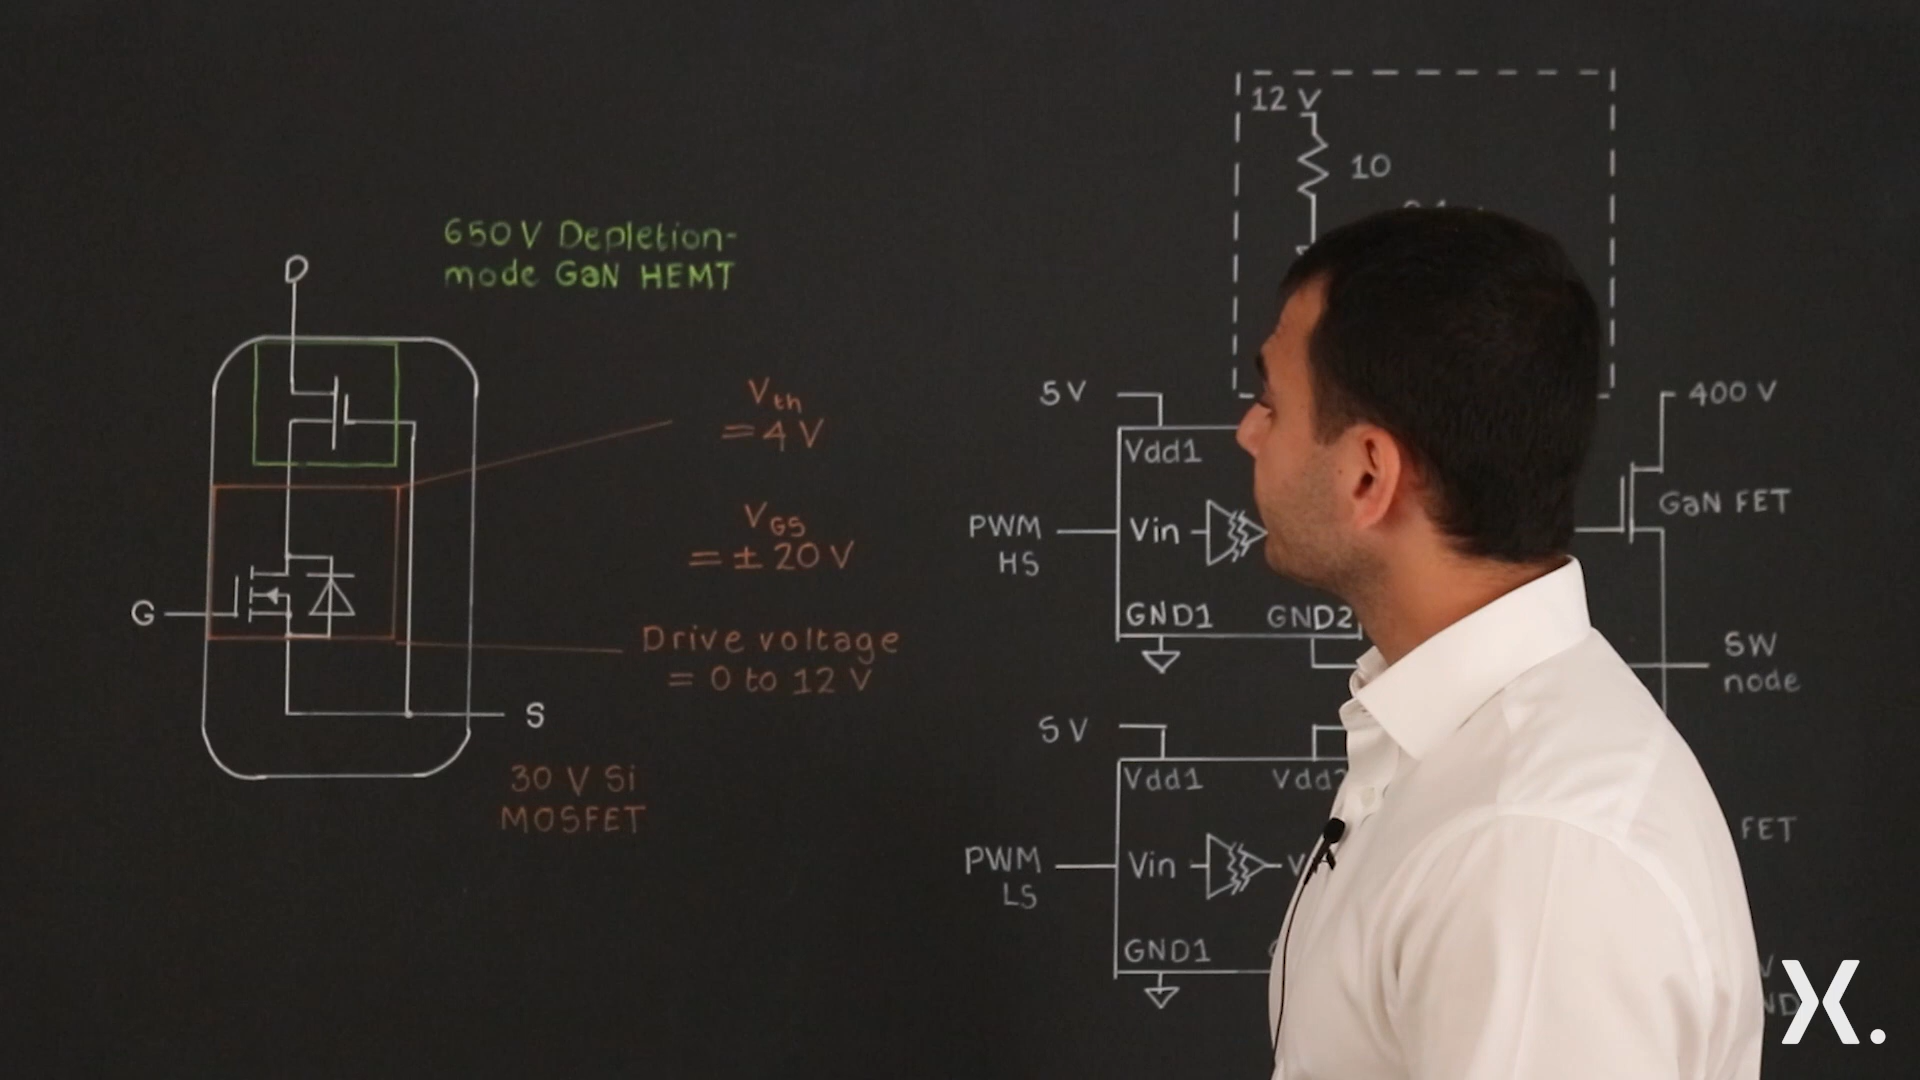 D
650 V Depletion-
mode GaN HEMT
Vth
= 4 V
VGS
= ± 20 V
G
Drive voltage
= 0 to 12 V
S
30 V Si
MOSFET
12 V
10
5 V
400 V
Vdd1
GaN FET
PWM
HS
Vin
GND1 GND2
SW
node
5 V
Vdd1
FET
PWM
LS
Vin
GND1
X.